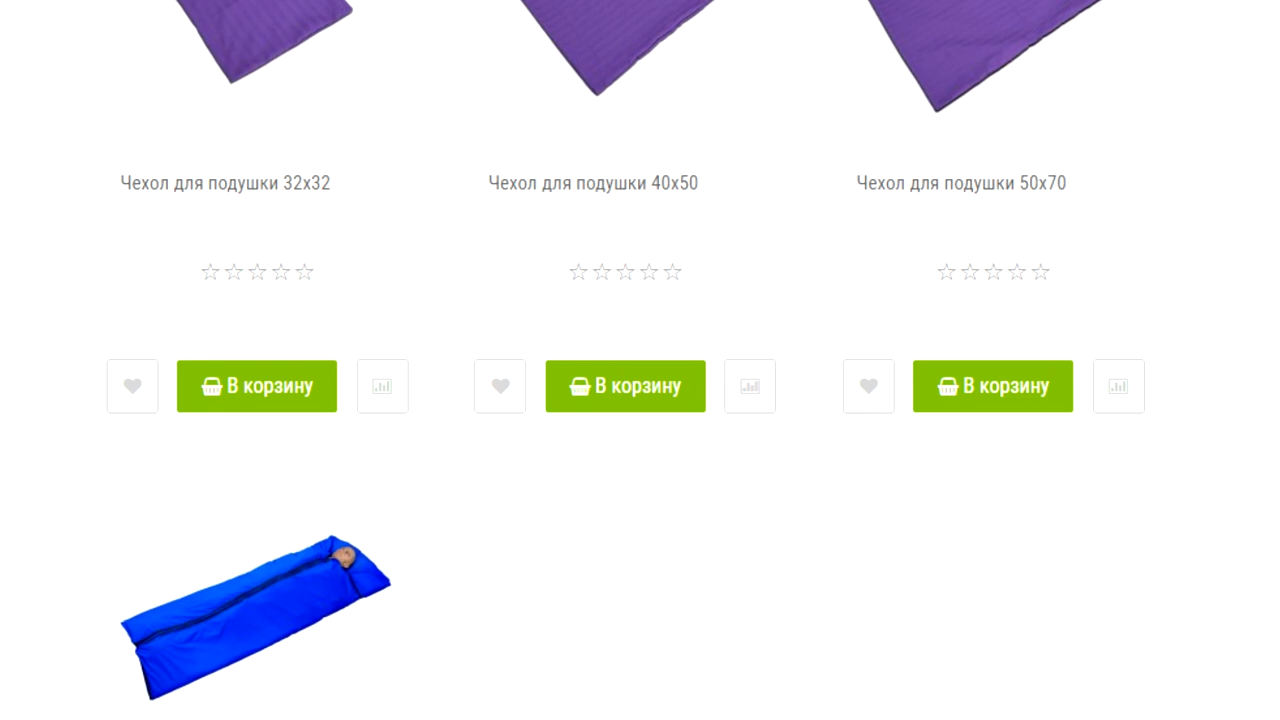 Чехол для подушки 32х32
Чехол для подушки 40х50
Чехол для подушки 50х70
В корзину
В корзину
В корзину